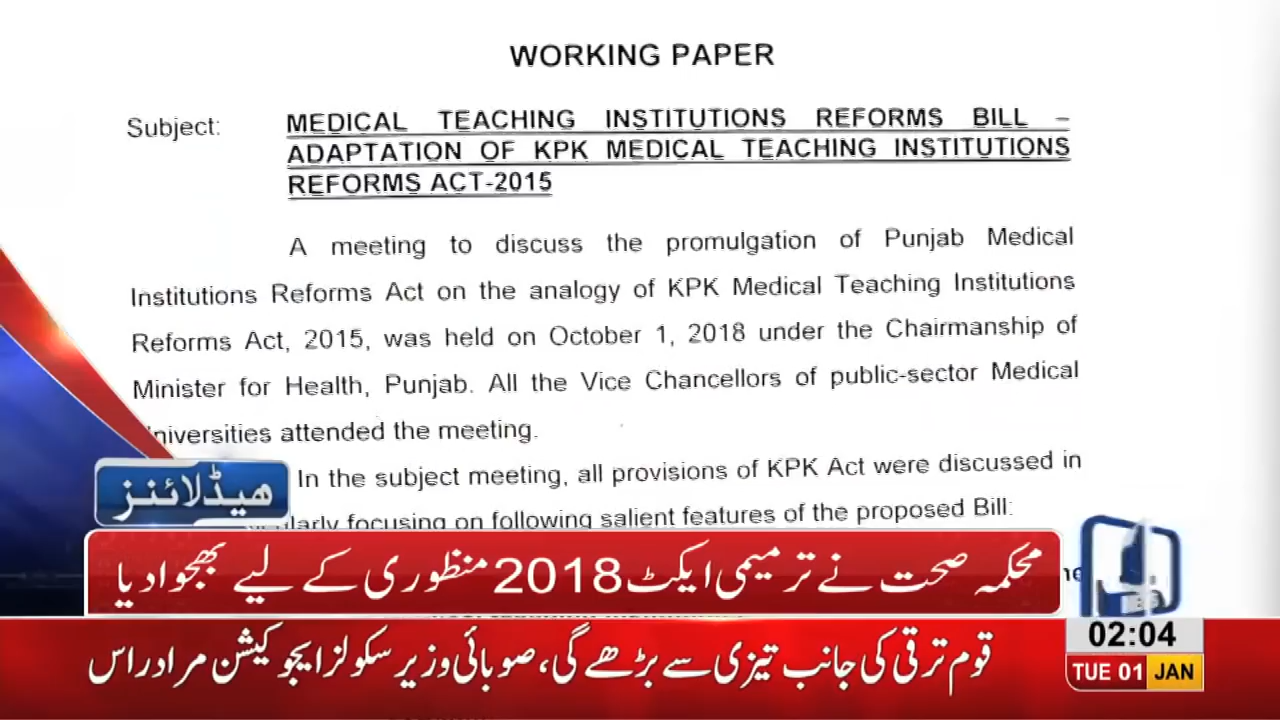 WORKING PAPER
Subject: MEDICAL TEACHING INSTITUTIONS REFORMS BILL –
ADAPTATION OF KPK MEDICAL TEACHING INSTITUTIONS
REFORMS ACT-2015
A meeting to discuss the promulgation of Punjab Medical
Institutions Reforms Act on the analogy of KPK Medical Teaching Institutions
Reforms Act, 2015, was held on October 1, 2018 under the Chairmanship of
Minister for Health, Punjab. All the Vice Chancellors of public-sector Medical
niversities attended the meeting.
In the subject meeting, all provisions of KPK Act were discussed in
focusing on following salient features of the proposed Bill:
ھیڈلائنز
محکمہ صحت نے ترمیمی ایکٹ 2018 منظوری کے لیے بھجوا دیا
02:04
TUE 01 JAN
قوم ترقی کی جانب تیزی سے بڑھے گی، صوبائی وزیر سکولز ایجوکیشن مراد راس